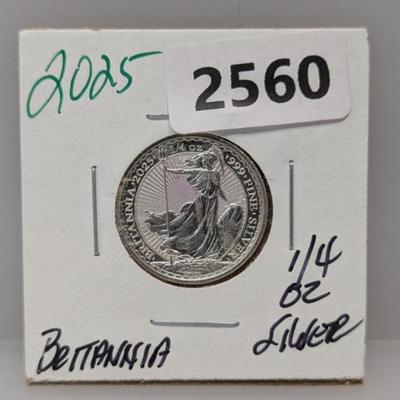 2025
2560
BRITANNIA · 2025 · 1/4 OZ · 999 · FINE · SILVER
1/4
OZ
BRITANNIA
SILVER